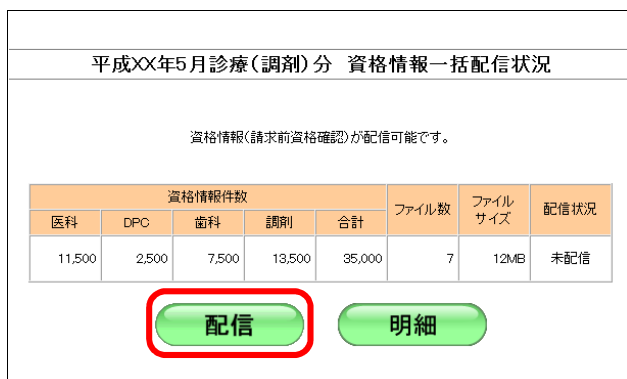 平成XX年5月診療(調剤)分 資格情報一括配信状況
資格情報(請求前資格確認)が配信可能です。
資格情報件数 ファイル数 ファイルサイズ 配信状況
医科 DPC 歯科 調剤 合計
11,500 2,500 7,500 13,500 35,000 7 12MB 未配信
配信 明細